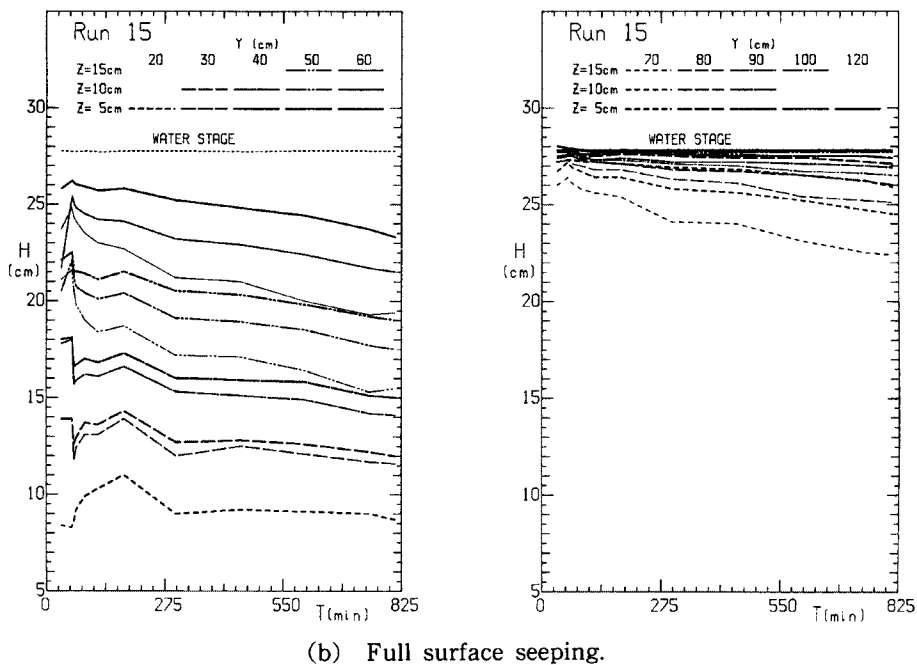 Run 15
Y (cm)
20 30 40 50 60
Z=15cm
Z=10cm
Z= 5cm
WATER STAGE
30
25
H
(cm)
20
15
10
5
0 275 550 825
T(min)
Run 15
Y (cm)
70 80 90 100 120
Z=15cm
Z=10cm
Z= 5cm
WATER STAGE
30
25
H
(cm)
20
15
10
5
0 275 550 825
T(min)
(b) Full surface seeping.